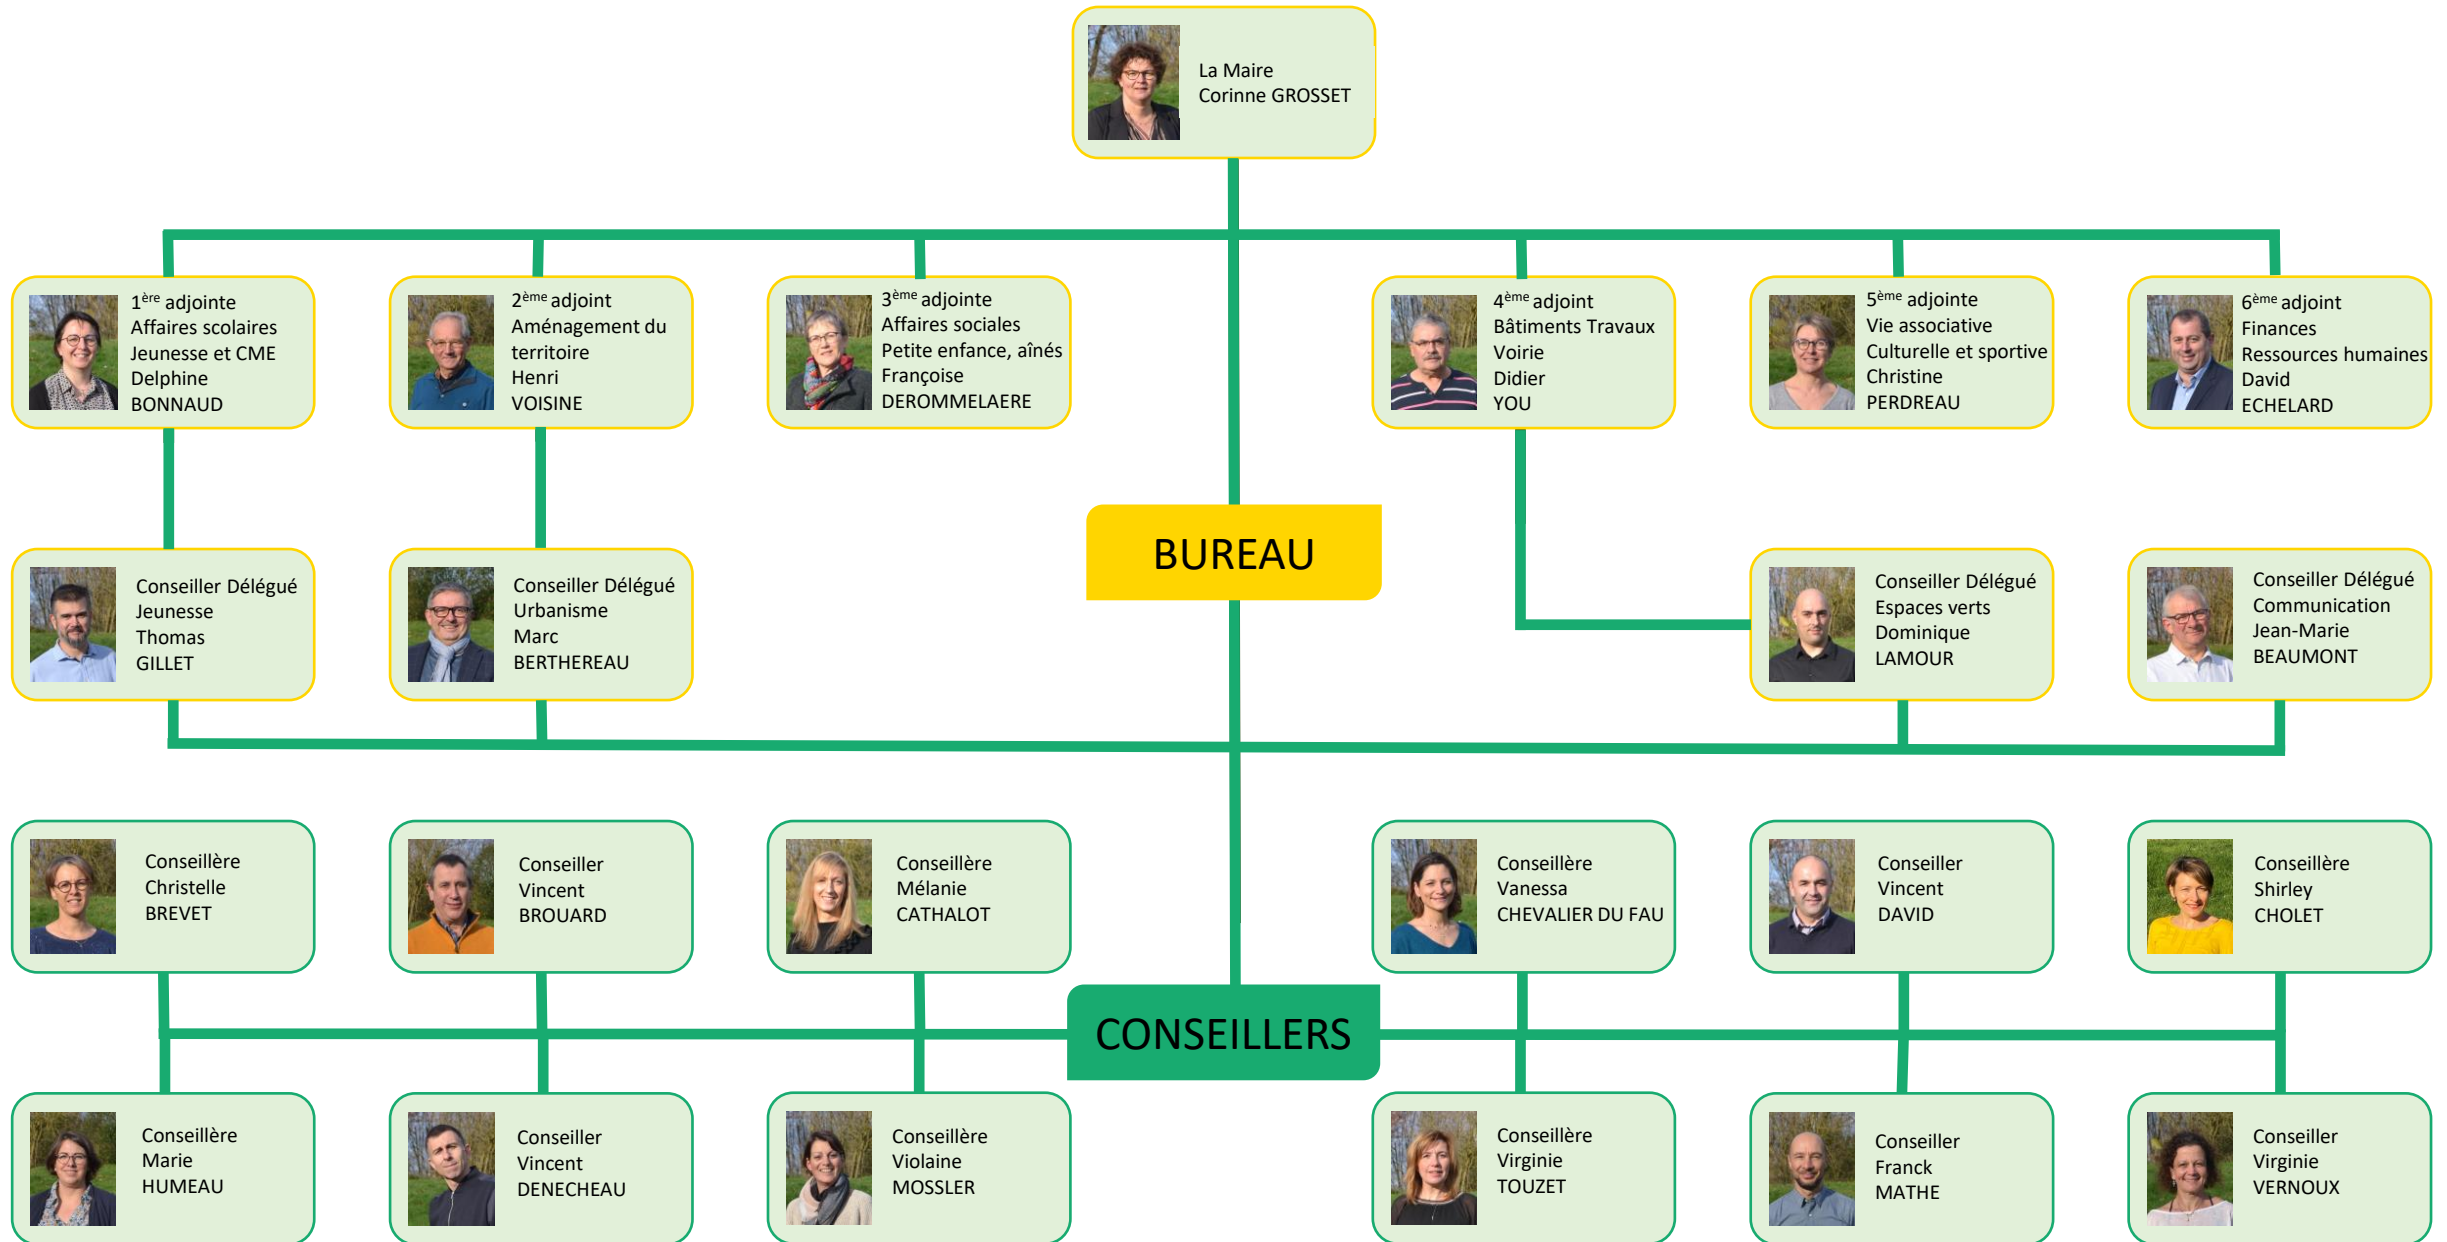 La Maire
Corinne GROSSET
1ère adjointe
Affaires scolaires
Jeunesse et CME
Delphine
BONNAUD
2ème adjoint
Aménagement du
territoire
Henri
VOISINE
3ème adjointe
Affaires sociales
Petite enfance, aînés
Françoise
DEROMMELAERE
4ème adjoint
Bâtiments Travaux
Voirie
Didier
YOU
5ème adjointe
Vie associative
Culturelle et sportive
Christine
PERDREAU
6ème adjoint
Finances
Ressources humaines
David
ECHELARD
BUREAU
Conseiller Délégué
Jeunesse
Thomas
GILLET
Conseiller Délégué
Urbanisme
Marc
BERTHEREAU
Conseiller Délégué
Espaces verts
Dominique
LAMOUR
Conseiller Délégué
Communication
Jean-Marie
BEAUMONT
Conseillère
Christelle
BREVET
Conseiller
Vincent
BROUARD
Conseillère
Mélanie
CATHALOT
Conseillère
Vanessa
CHEVALIER DU FAU
Conseiller
Vincent
DAVID
Conseillère
Shirley
CHOLET
CONSEILLERS
Conseillère
Marie
HUMEAU
Conseiller
Vincent
DENECHEAU
Conseillère
Violaine
MOSSLER
Conseillère
Virginie
TOUZET
Conseiller
Franck
MATHE
Conseiller
Virginie
VERNOUX